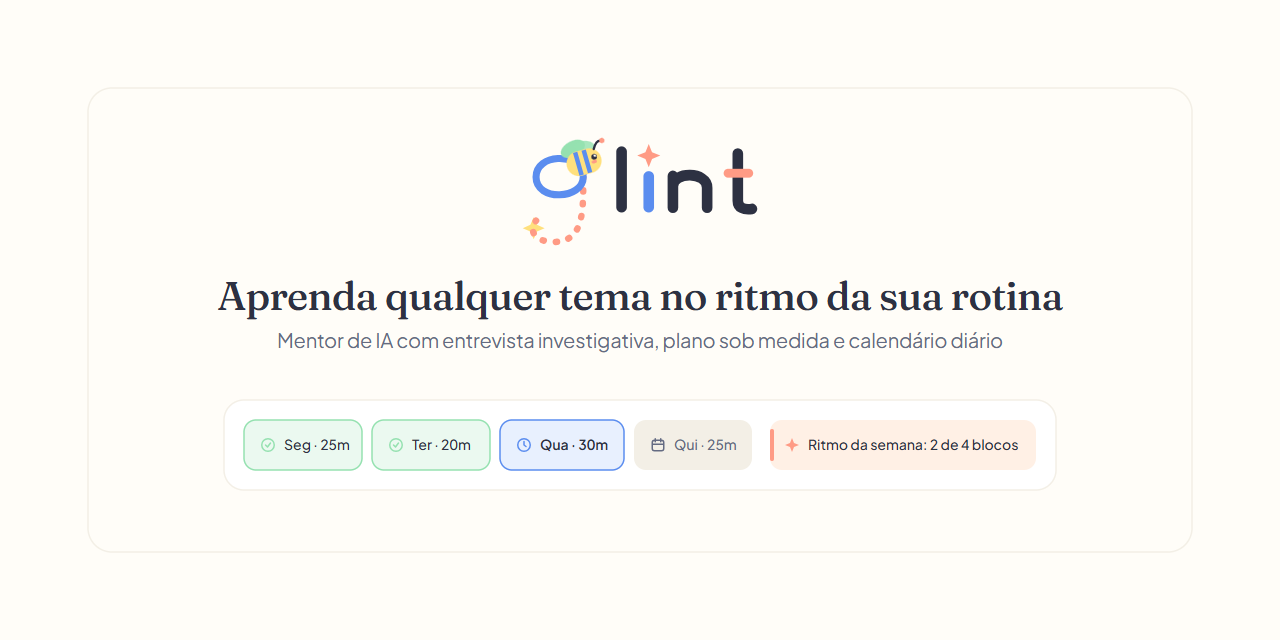 glint
Aprenda qualquer tema no ritmo da sua rotina
Mentor de IA com entrevista investigativa, plano sob medida e calendário diário
Seg · 25m
Ter · 20m
Qua · 30m
Qui · 25m
Ritmo da semana: 2 de 4 blocos